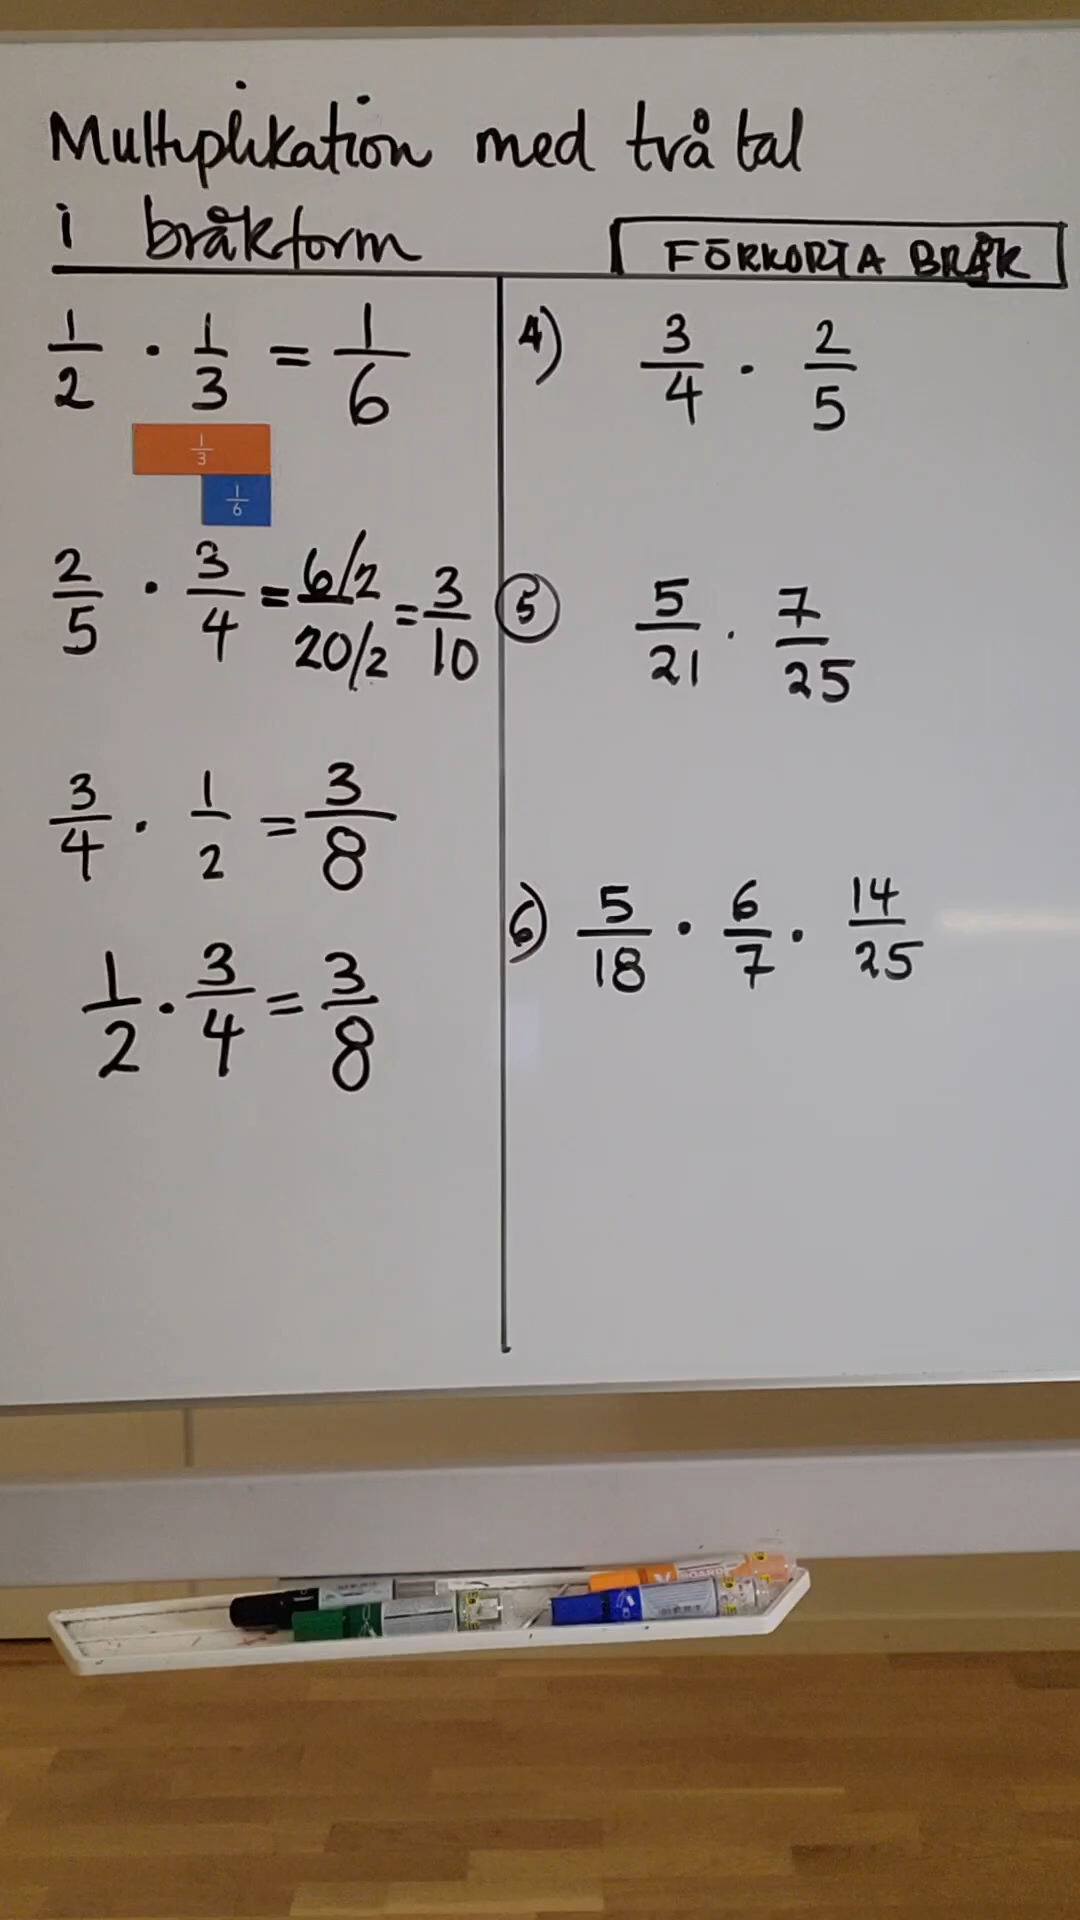 Multiplikation med två tal
i bråkform
FÖRKORTA BRÅK
1/2 · 1/3 = 1/6
1/3
1/6
2/5 · 3/4 = 6/2 / 20/2 = 3/10
3/4 · 1/2 = 3/8
1/2 · 3/4 = 3/8
4) 3/4 · 2/5
5 5/21 · 7/25
6) 5/18 · 6/7 · 14/25